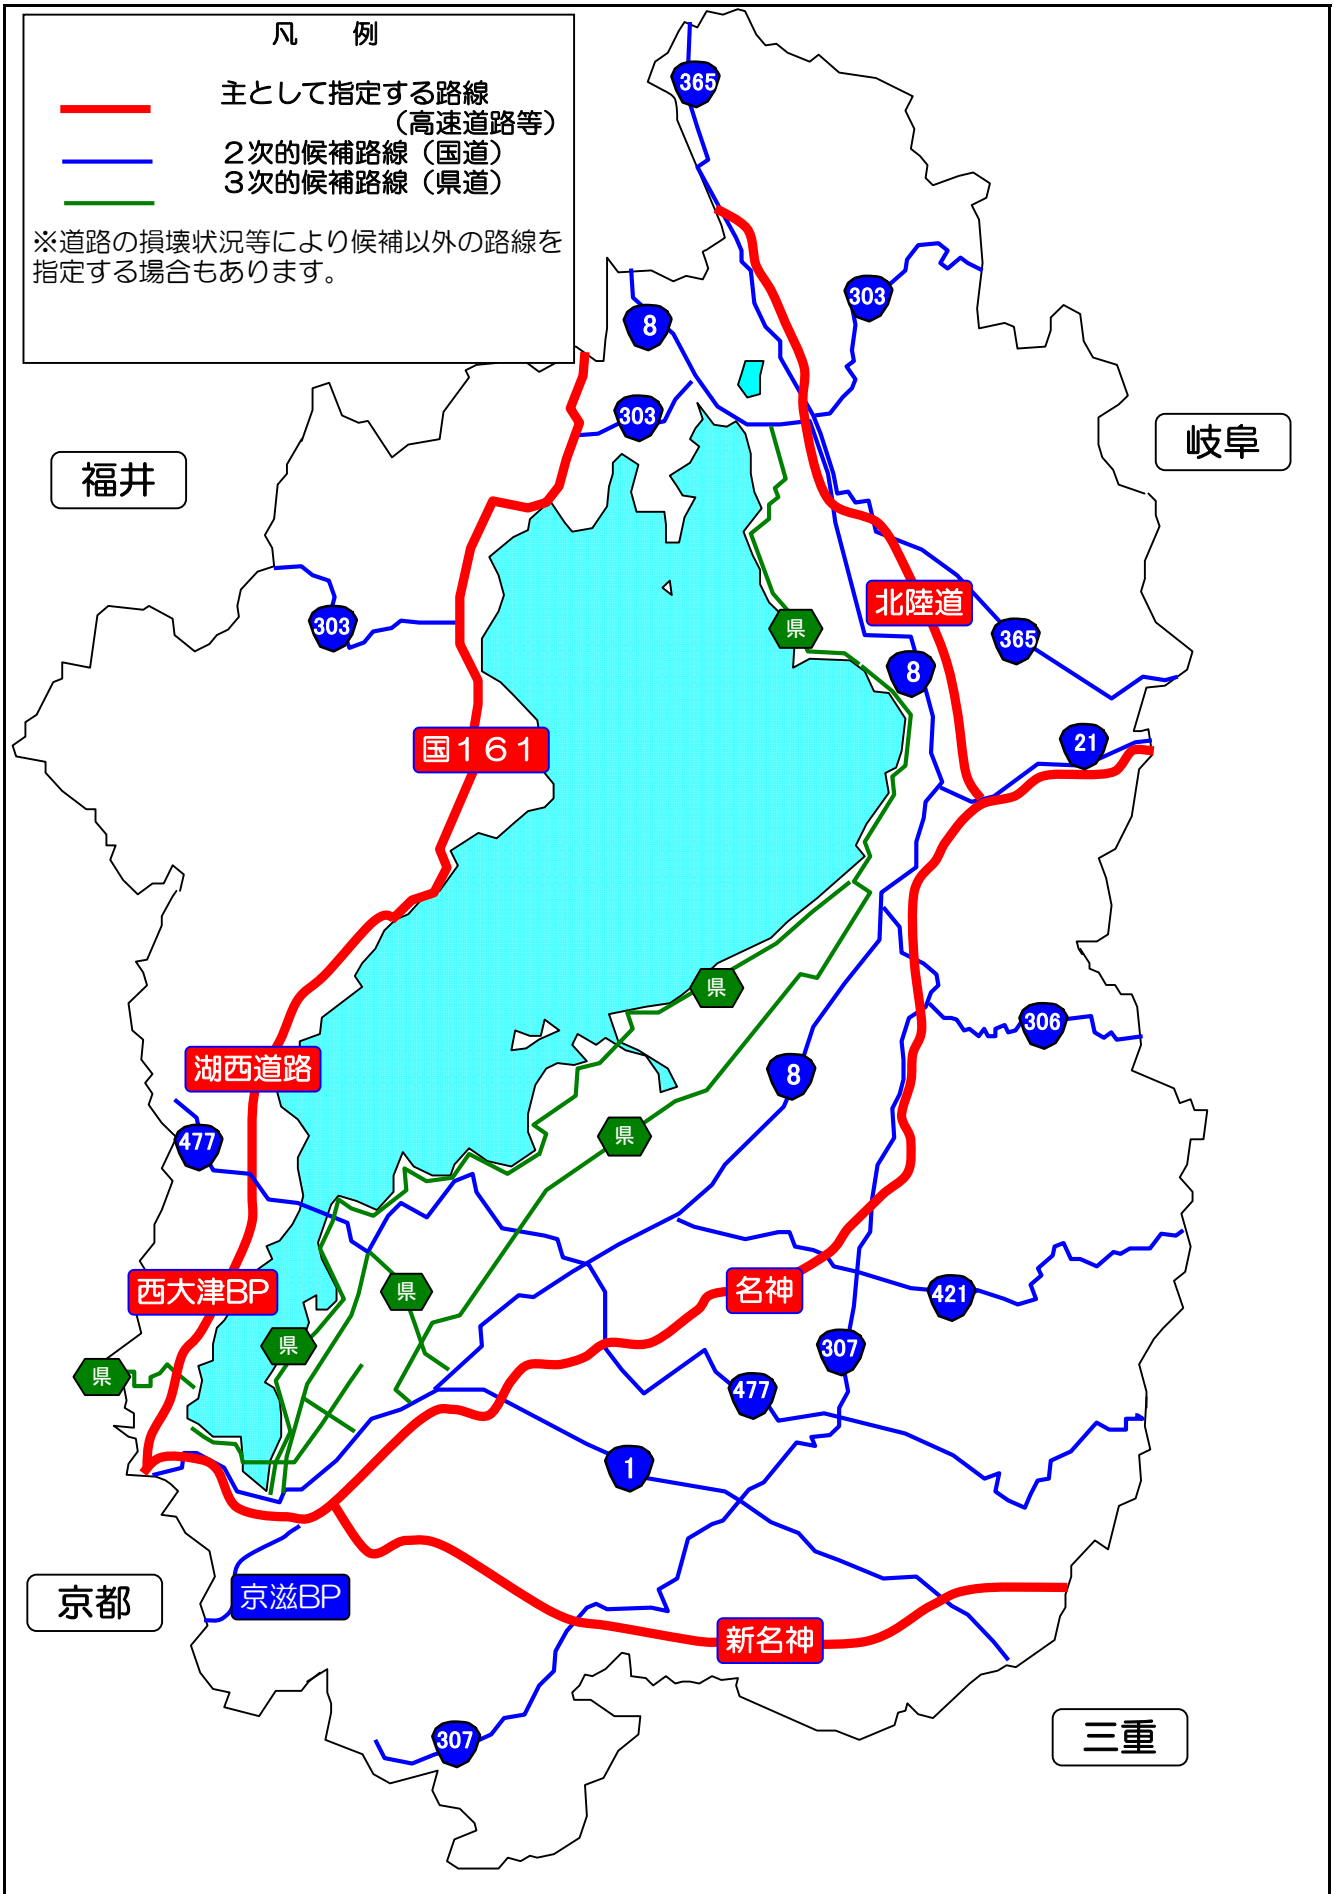 凡　例
主として指定する路線
（高速道路等）
２次的候補路線（国道）
３次的候補路線（県道）
※道路の損壊状況等により候補以外の路線を
指定する場合もあります。
365
303
8
303
岐阜
福井
北陸道
303
県
365
8
国１６１
21
県
306
湖西道路
8
県
477
西大津BP
県
名神
421
県
307
県
477
1
京滋BP
京都
新名神
307
三重